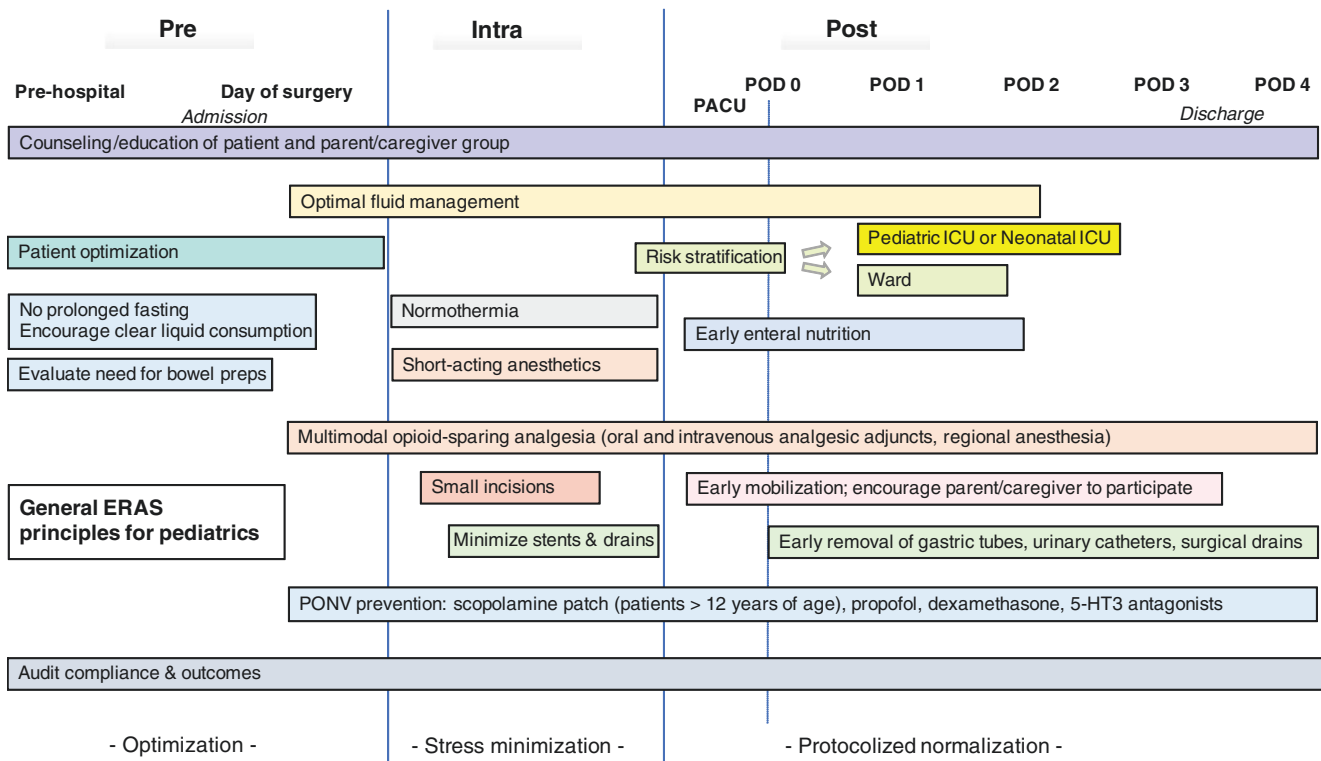 Pre
Intra
Post
Pre-hospital
Day of surgery
Admission
PACU
POD 0
POD 1
POD 2
POD 3
POD 4
Discharge
Counseling/education of patient and parent/caregiver group
Optimal fluid management
Patient optimization
Risk stratification
Pediatric ICU or Neonatal ICU
Ward
No prolonged fasting
Encourage clear liquid consumption
Normothermia
Early enteral nutrition
Evaluate need for bowel preps
Short-acting anesthetics
Multimodal opioid-sparing analgesia (oral and intravenous analgesic adjuncts, regional anesthesia)
General ERAS
principles for pediatrics
Small incisions
Early mobilization; encourage parent/caregiver to participate
Minimize stents & drains
Early removal of gastric tubes, urinary catheters, surgical drains
PONV prevention: scopolamine patch (patients > 12 years of age), propofol, dexamethasone, 5-HT3 antagonists
Audit compliance & outcomes
- Optimization -
- Stress minimization -
- Protocolized normalization -